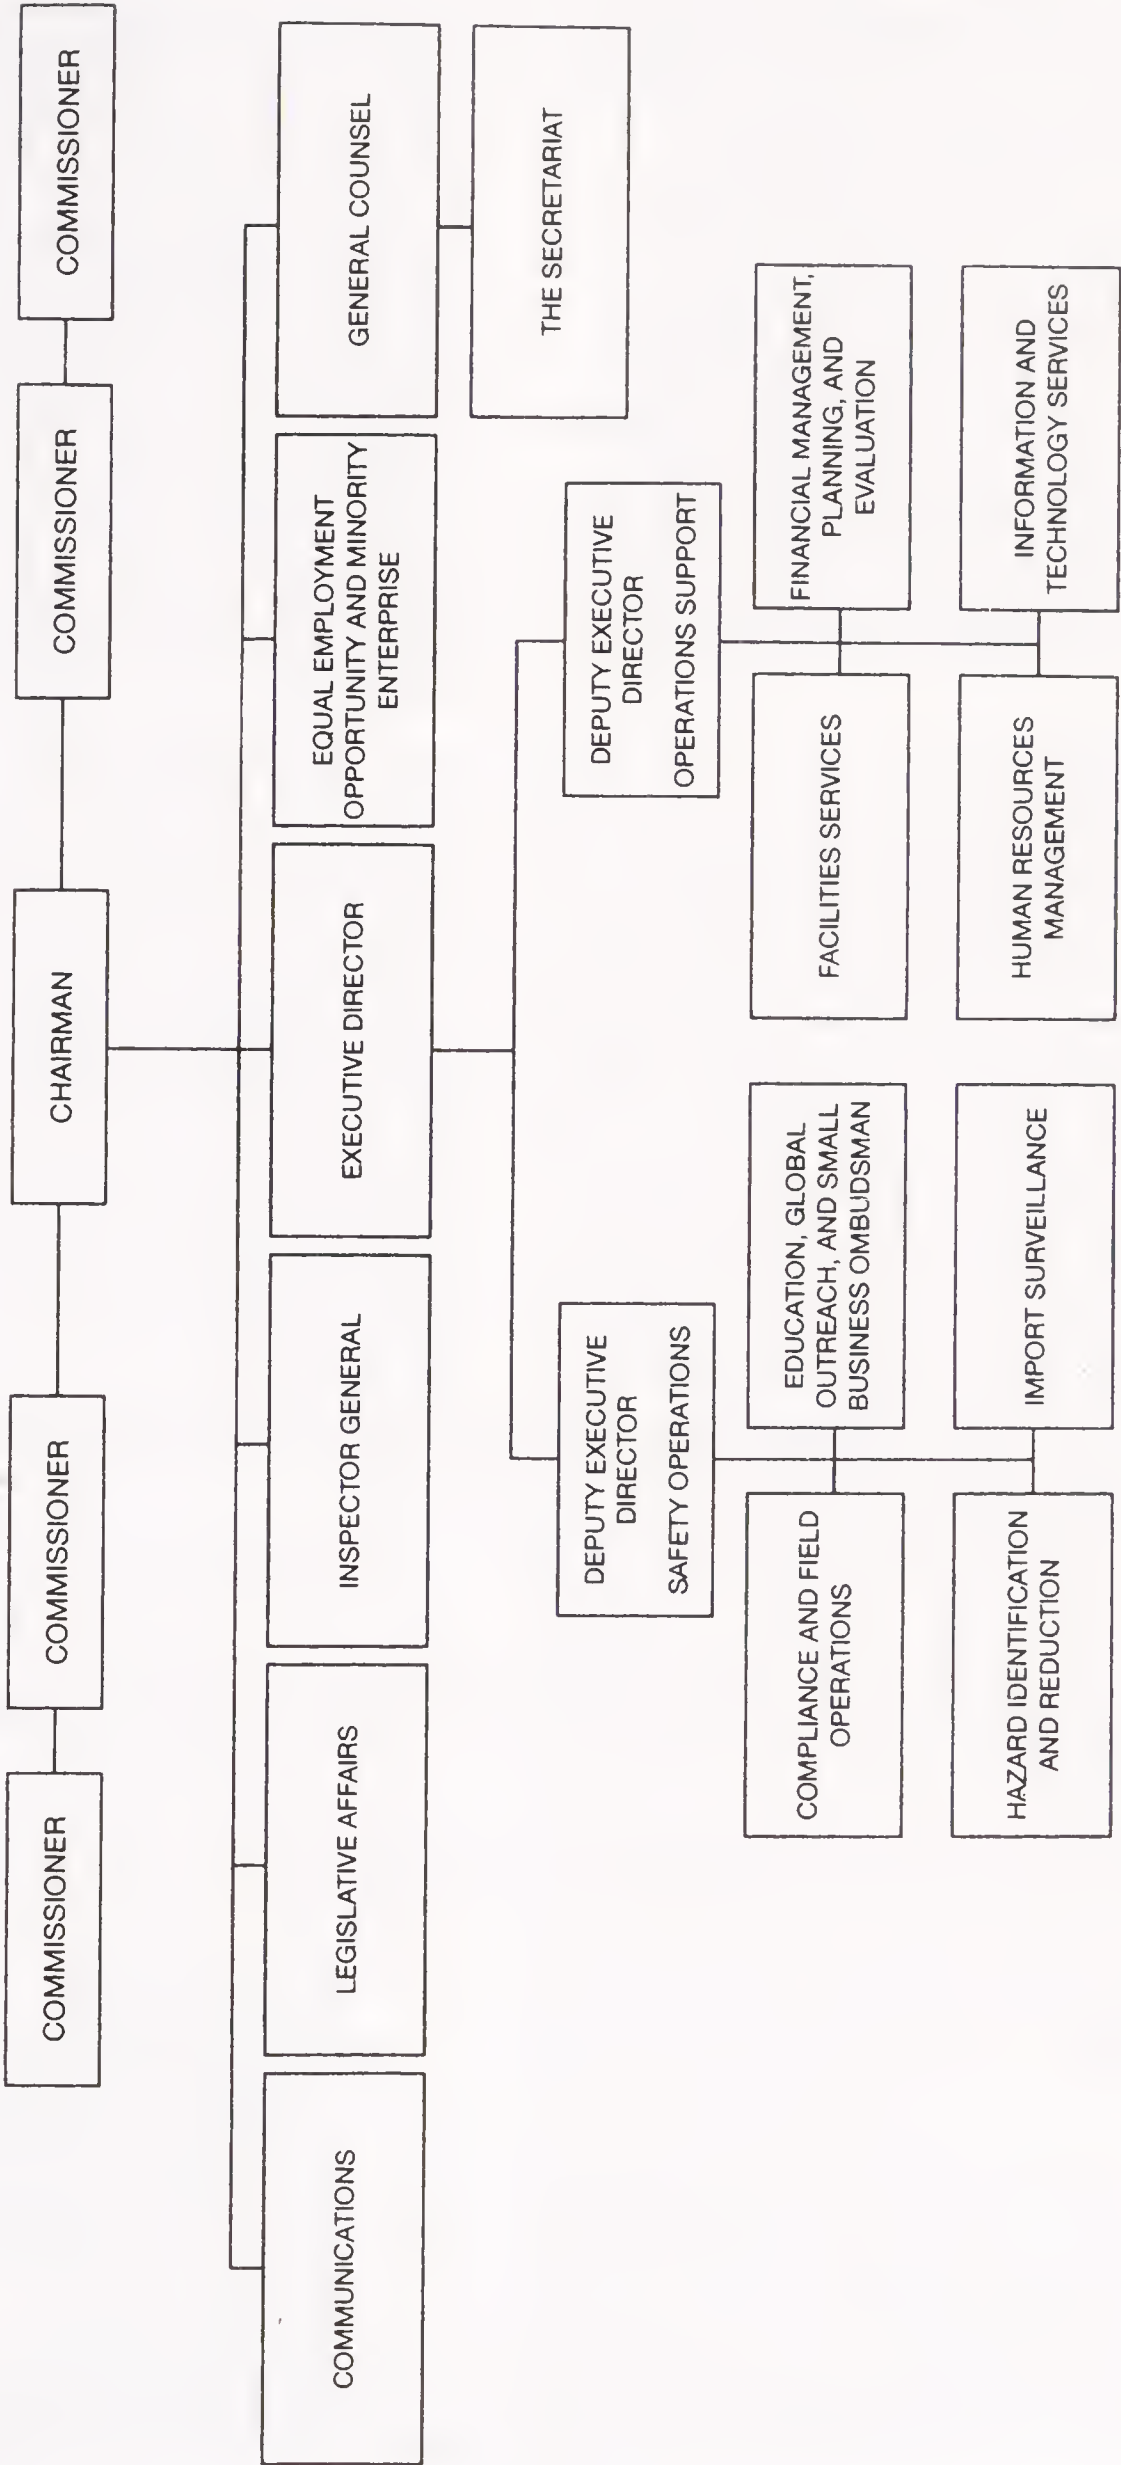 COMMISSIONER
COMMISSIONER
CHAIRMAN
COMMISSIONER
COMMISSIONER
COMMUNICATIONS
LEGISLATIVE AFFAIRS
INSPECTOR GENERAL
EXECUTIVE DIRECTOR
EQUAL EMPLOYMENT
OPPORTUNITY AND MINORITY
ENTERPRISE
GENERAL COUNSEL
THE SECRETARIAT
DEPUTY EXECUTIVE
DIRECTOR
SAFETY OPERATIONS
DEPUTY EXECUTIVE
DIRECTOR
OPERATIONS SUPPORT
COMPLIANCE AND FIELD
OPERATIONS
EDUCATION, GLOBAL
OUTREACH, AND SMALL
BUSINESS OMBUDSMAN
FACILITIES SERVICES
FINANCIAL MANAGEMENT,
PLANNING, AND
EVALUATION
HAZARD IDENTIFICATION
AND REDUCTION
IMPORT SURVEILLANCE
HUMAN RESOURCES
MANAGEMENT
INFORMATION AND
TECHNOLOGY SERVICES